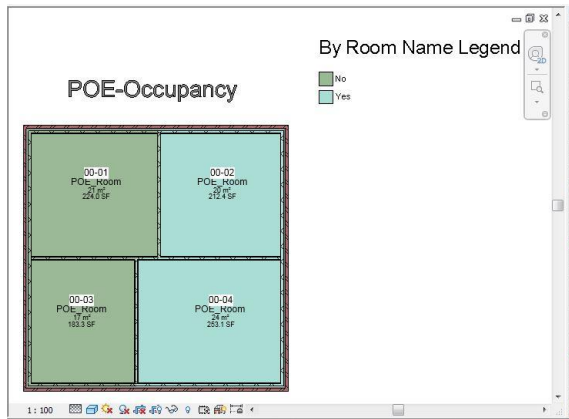 By Room Name Legend
No
Yes
POE-Occupancy
00-01
POE_Room
21 m²
224.0 SF
00-02
POE_Room
20 m²
212.4 SF
00-03
POE_Room
17 m²
183.3 SF
00-04
POE_Room
24 m²
253.1 SF
2D
1 : 100